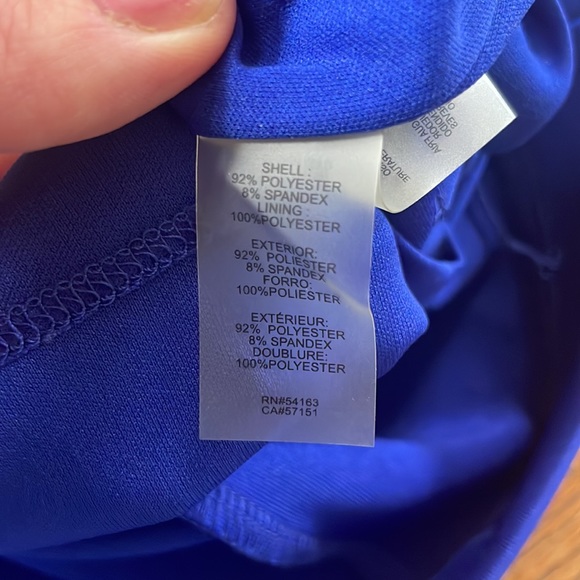 SHELL :
92% POLYESTER
8% SPANDEX
LINING :
100%POLYESTER
EXTERIOR:
92% POLIESTER
8% SPANDEX
FORRO:
100%POLIESTER
EXTÉRIEUR:
92% POLYESTER
8% SPANDEX
DOUBLURE:
100%POLYESTER
RN#54163
CA#57151